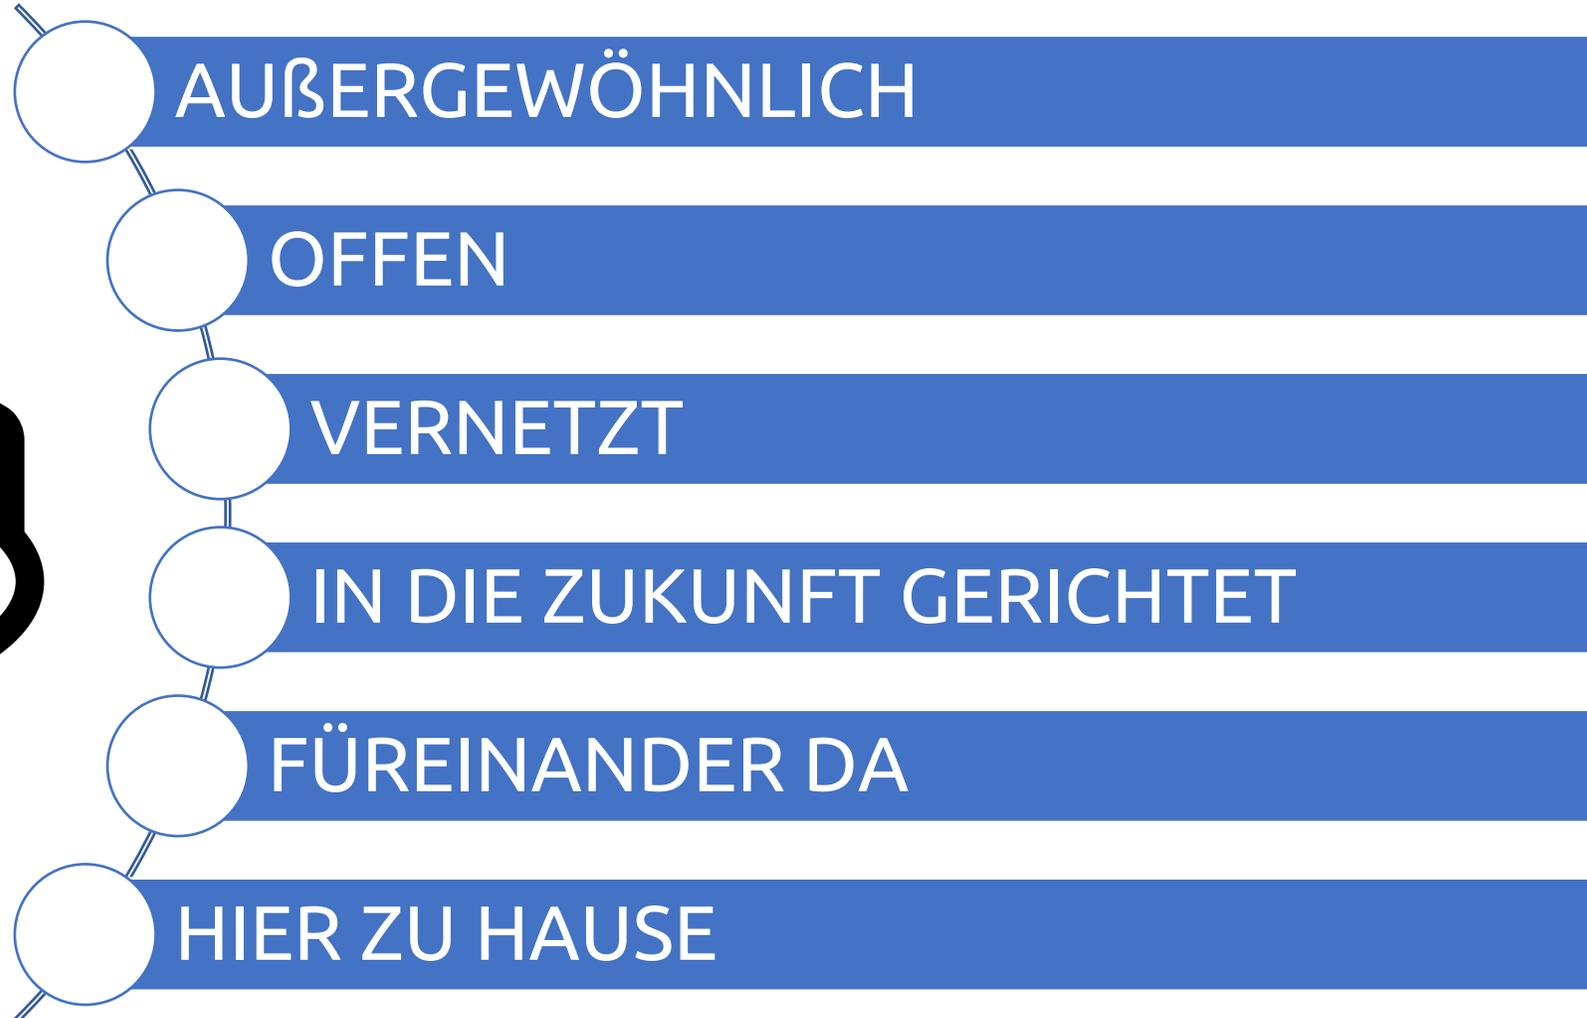 AUßERGEWÖHNLICH
OFFEN
VERNETZT
IN DIE ZUKUNFT GERICHTET
FÜREINANDER DA
HIER ZU HAUSE